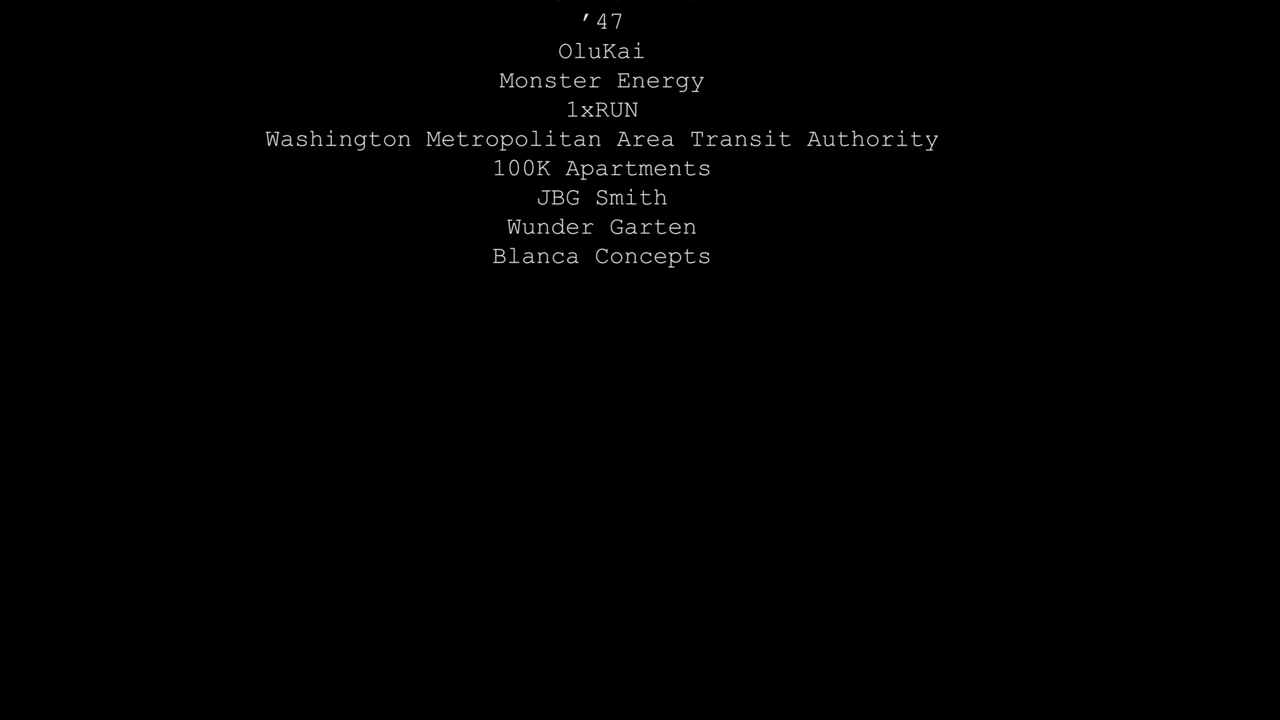 ’47
OluKai
Monster Energy
1xRUN
Washington Metropolitan Area Transit Authority
100K Apartments
JBG Smith
Wunder Garten
Blanca Concepts